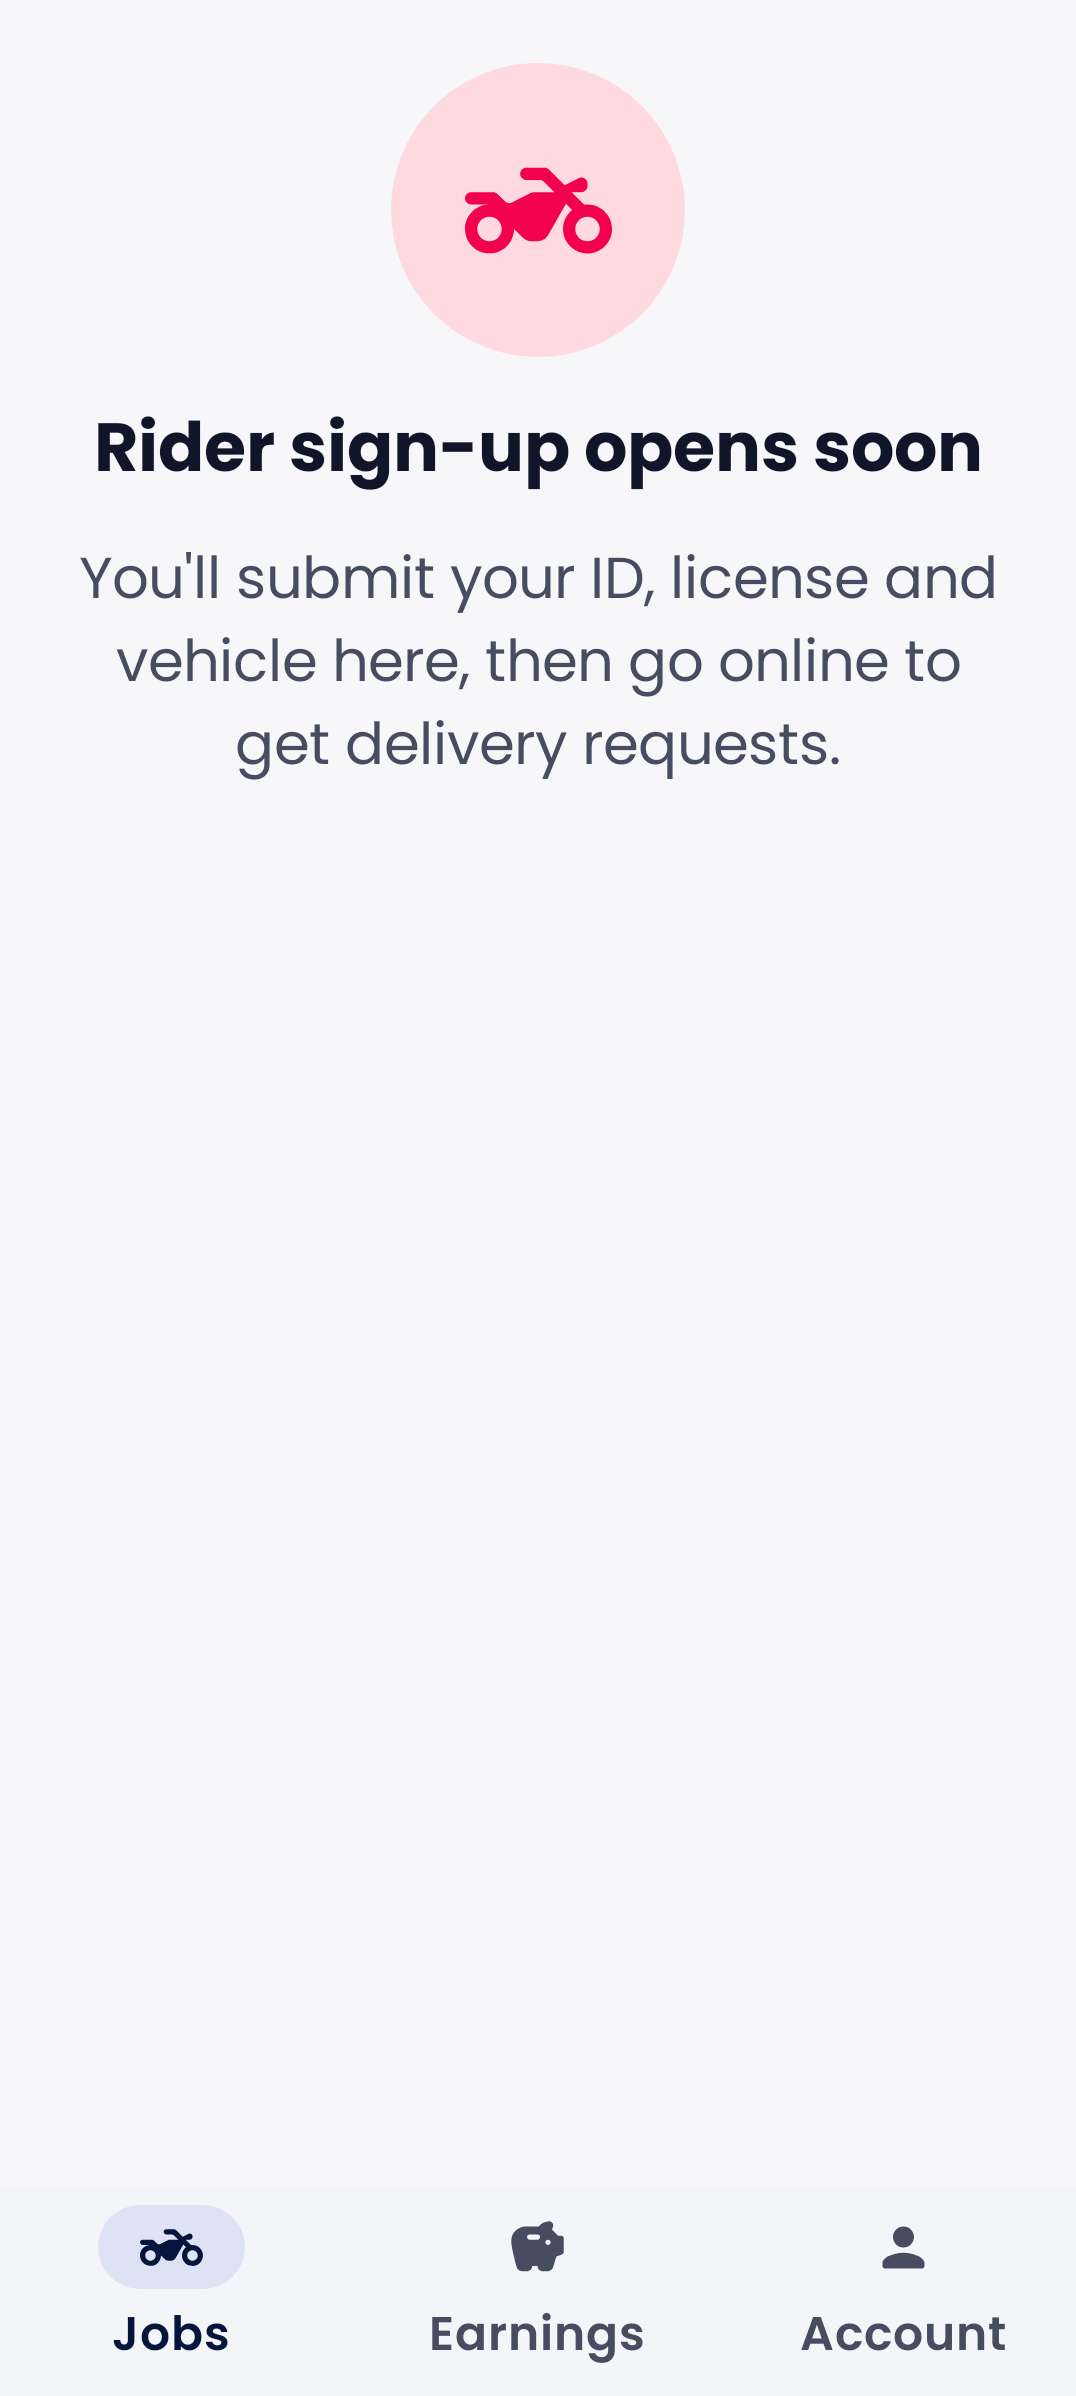 Rider sign-up opens soon
You'll submit your ID, license and
vehicle here, then go online to
get delivery requests.
Jobs
Earnings
Account